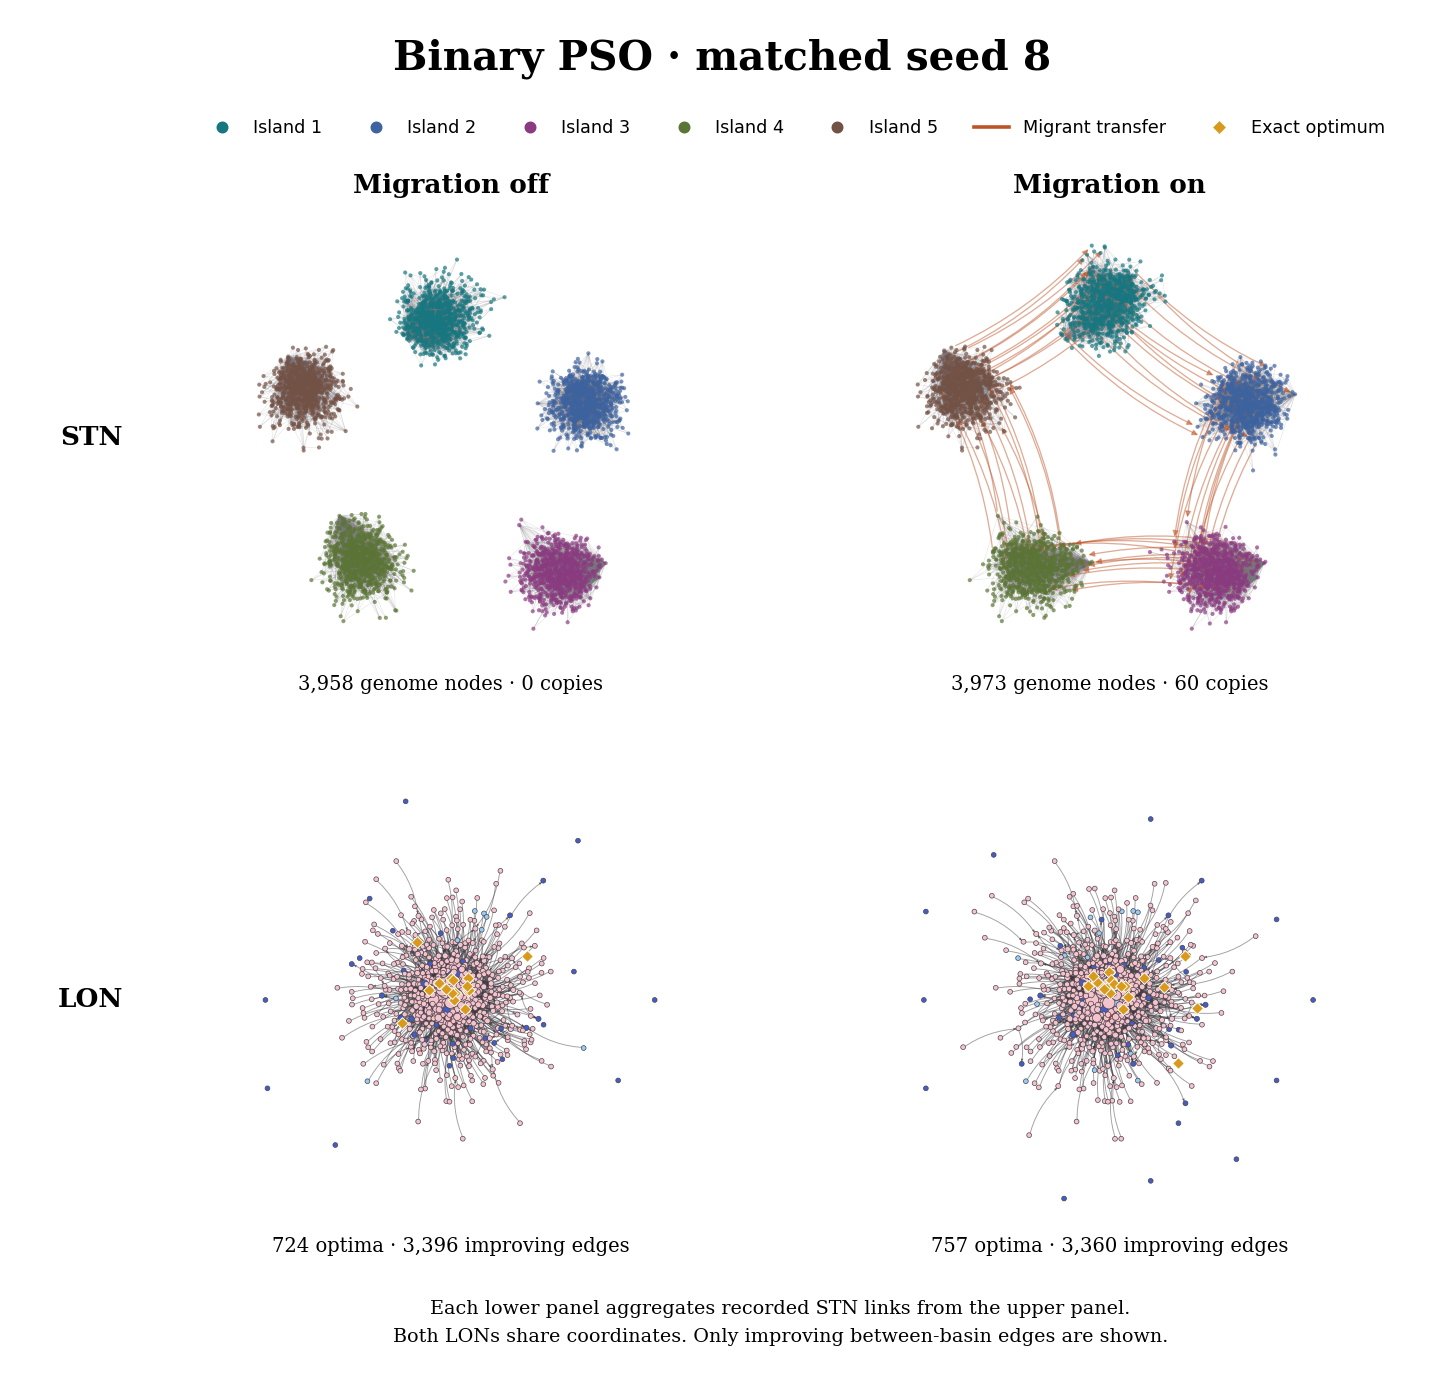 Binary PSO · matched seed 8
Island 1
Island 2
Island 3
Island 4
Island 5
Migrant transfer
Exact optimum
Migration off
Migration on
STN
3,958 genome nodes · 0 copies
3,973 genome nodes · 60 copies
LON
724 optima · 3,396 improving edges
757 optima · 3,360 improving edges
Each lower panel aggregates recorded STN links from the upper panel.
Both LONs share coordinates. Only improving between-basin edges are shown.